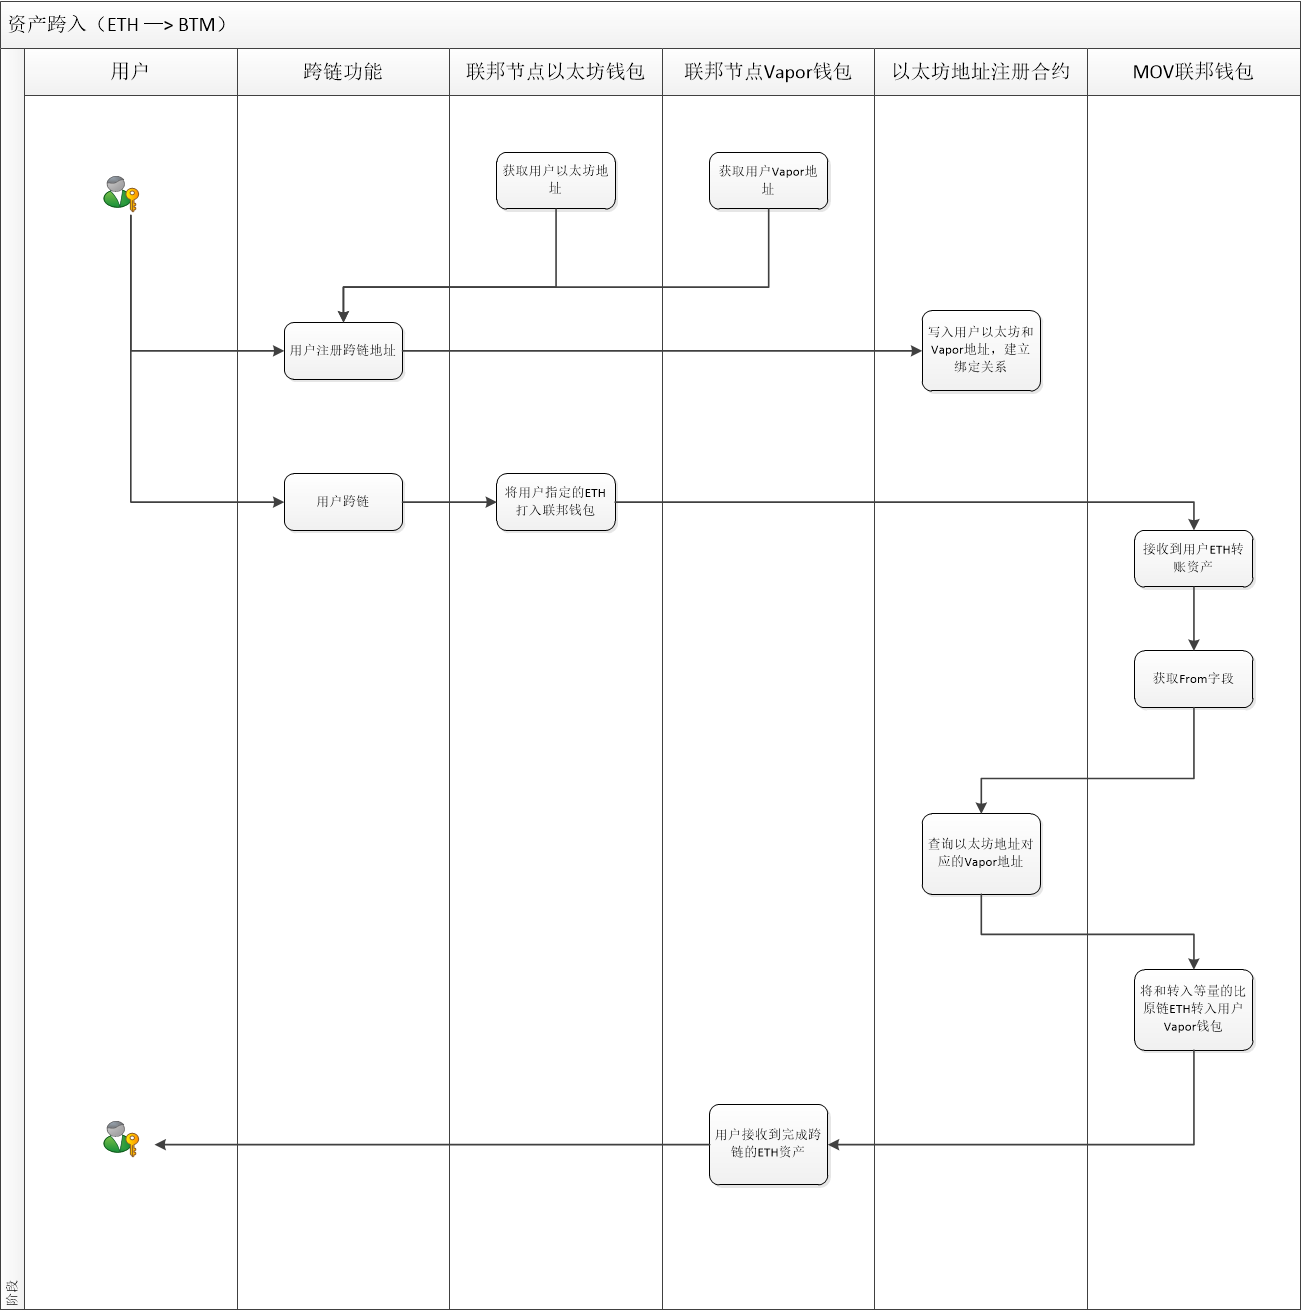 资产跨入（ETH —> BTM）
用户
跨链功能
联邦节点以太坊钱包
联邦节点Vapor钱包
以太坊地址注册合约
MOV联邦钱包
获取用户以太坊地
址
获取用户Vapor地
址
用户注册跨链地址
写入用户以太坊和
Vapor地址，建立
绑定关系
用户跨链
将用户指定的ETH
打入联邦钱包
接收到用户ETH转
账资产
获取From字段
查询以太坊地址对
应的Vapor地址
将和转入等量的比
原链ETH转入用户
Vapor钱包
用户接收到完成跨
链的ETH资产
阶段